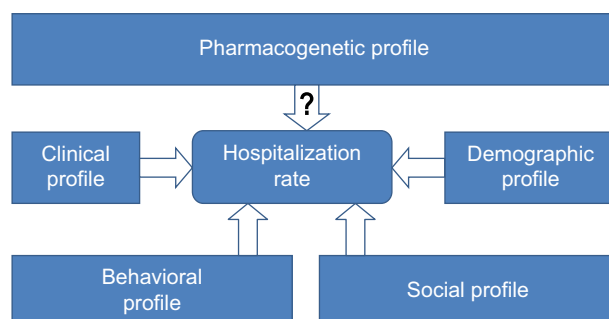 Pharmacogenetic profile
?
Clinical
profile
Hospitalization
rate
Demographic
profile
Behavioral
profile
Social profile